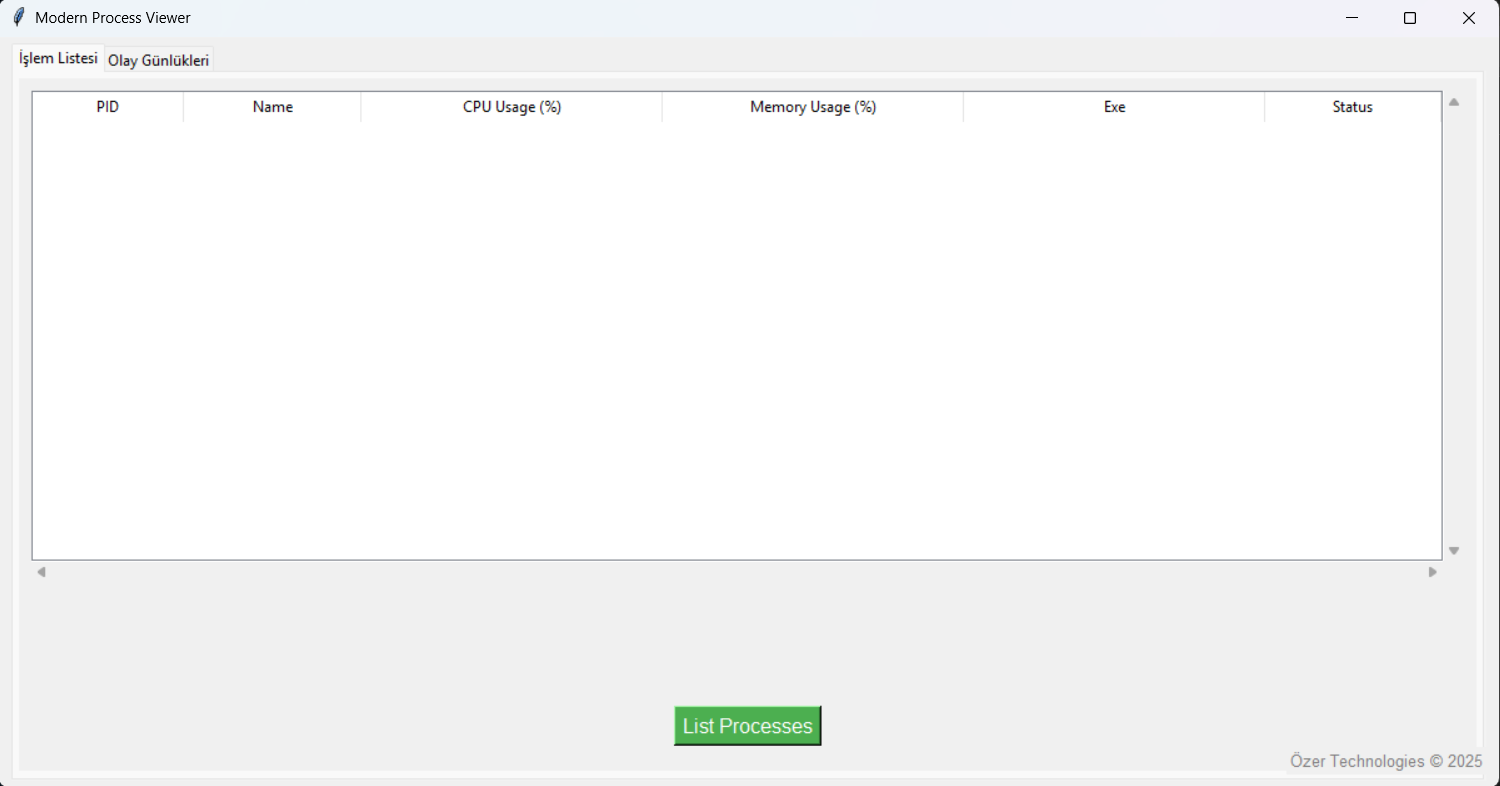 Modern Process Viewer
İşlem Listesi Olay Günlükleri
PID Name CPU Usage (%) Memory Usage (%) Exe Status
List Processes
Özer Technologies © 2025